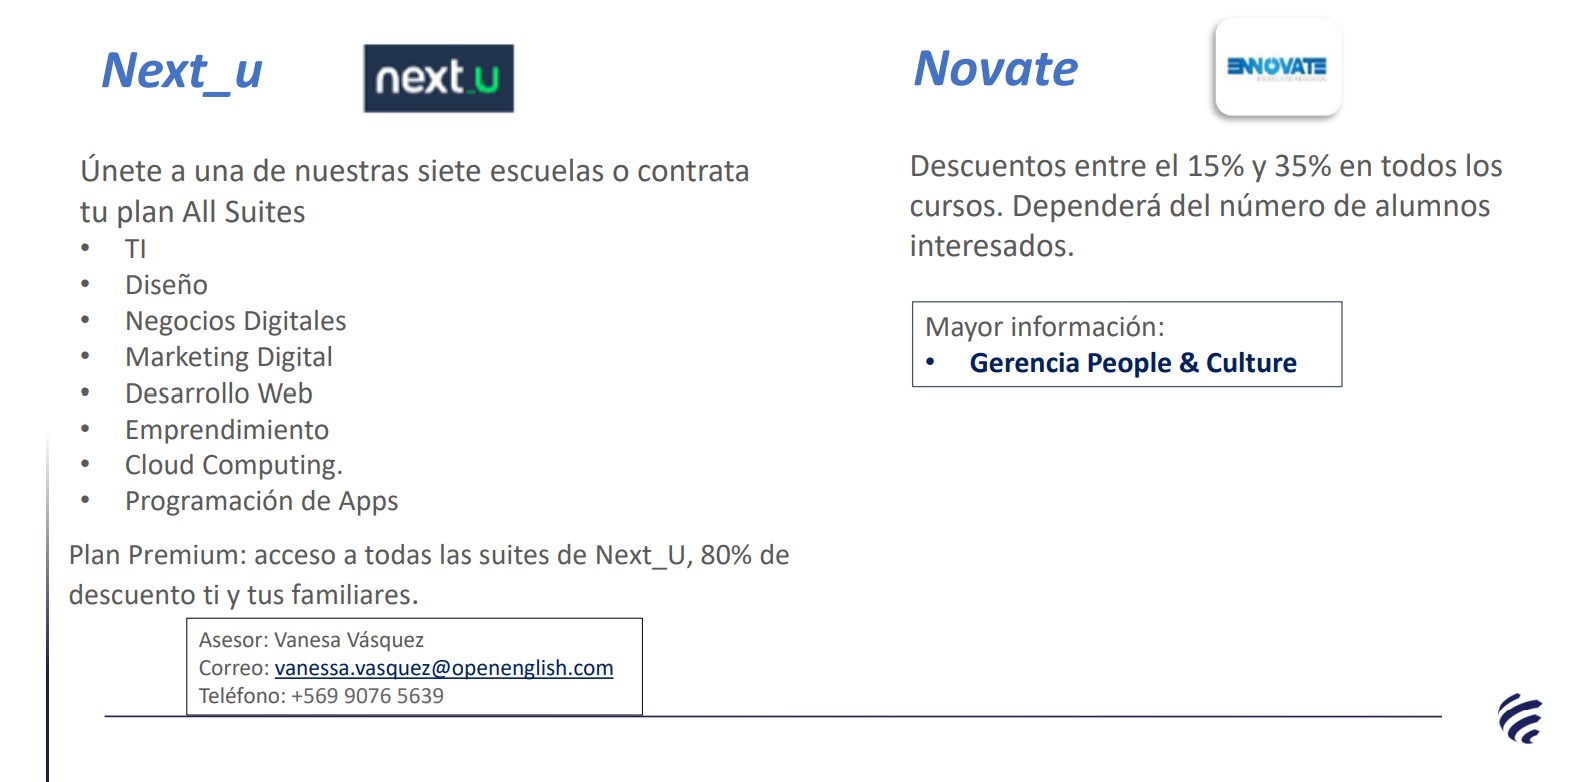 Next_u
next_u
Únete a una de nuestras siete escuelas o contrata
tu plan All Suites
• TI
• Diseño
• Negocios Digitales
• Marketing Digital
• Desarrollo Web
• Emprendimiento
• Cloud Computing.
• Programación de Apps
Plan Premium: acceso a todas las suites de Next_U, 80% de
descuento ti y tus familiares.
Asesor: Vanesa Vásquez
Correo: vanessa.vasquez@openenglish.com
Teléfono: +569 9076 5639
Novate
ENNOVATE
ESCUELA DE NEGOCIOS
Descuentos entre el 15% y 35% en todos los
cursos. Dependerá del número de alumnos
interesados.
Mayor información:
• Gerencia People & Culture